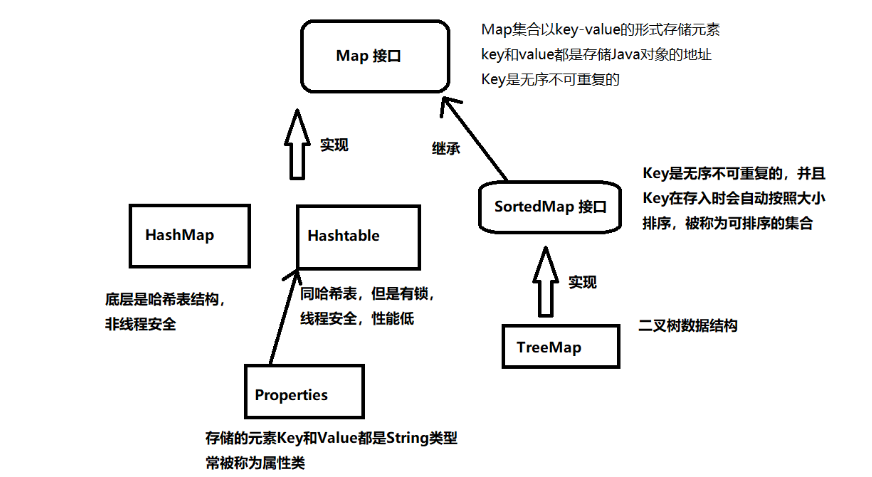 Map 接口
Map集合以key-value的形式存储元素
key和value都是存储Java对象的地址
Key是无序不可重复的
实现
继承
HashMap
Hashtable
SortedMap 接口
Key是无序不可重复的，并且
Key在存入时会自动按照大小
排序，被称为可排序的集合
底层是哈希表结构，
非线程安全
同哈希表，但是有锁，
线程安全，性能低
实现
TreeMap
二叉树数据结构
Properties
存储的元素Key和Value都是String类型
常被称为属性类